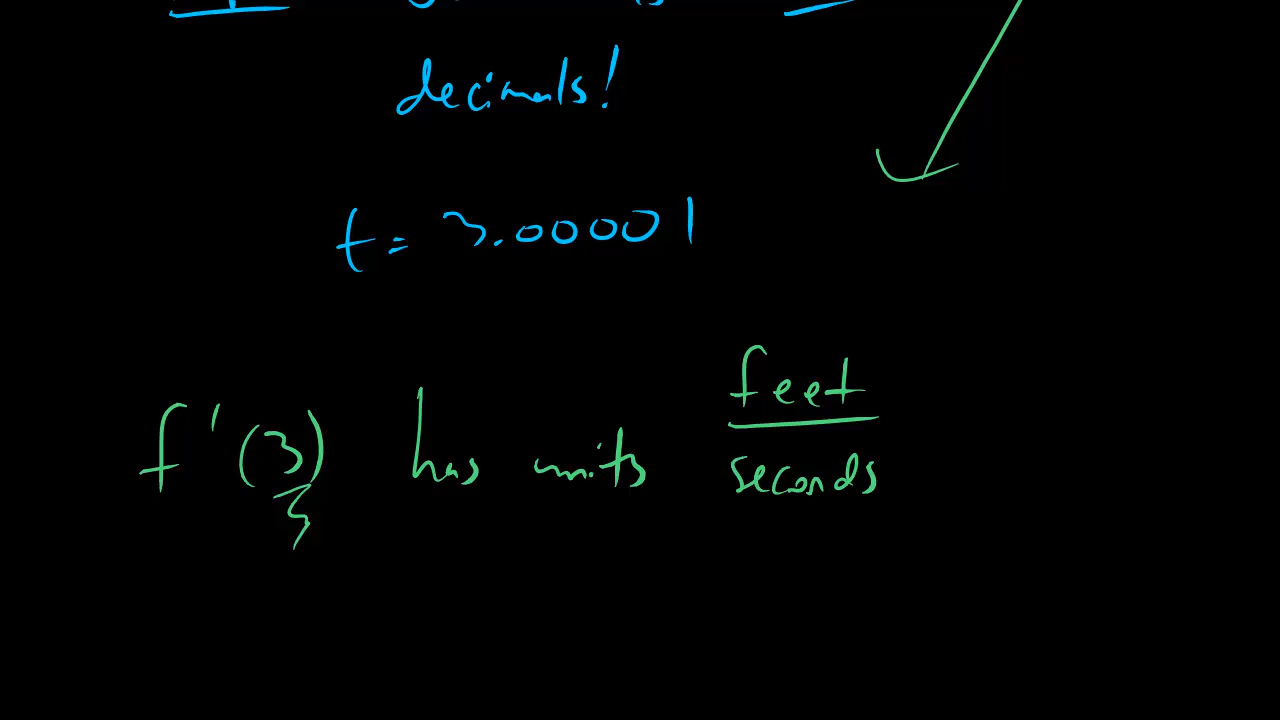 decimals!
t = 3.00001
f'(3) has units feet
seconds